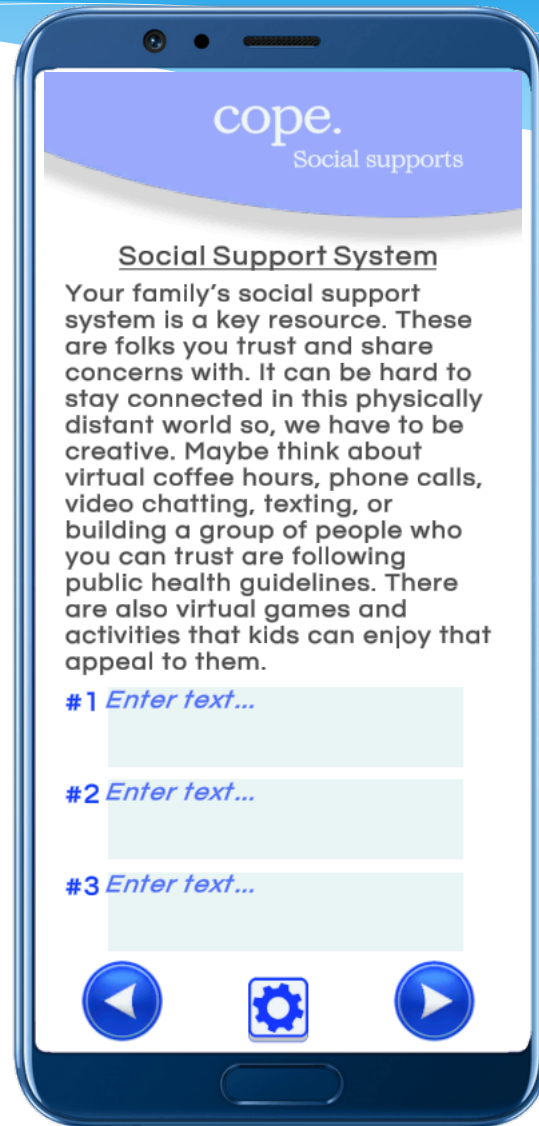 cope.
Social supports
Social Support System
Your family's social support
system is a key resource. These
are folks you trust and share
concerns with. It can be hard to
stay connected in this physically
distant world so, we have to be
creative. Maybe think about
virtual coffee hours, phone calls,
video chatting, texting, or
building a group of people who
you can trust are following
public health guidelines. There
are also virtual games and
activities that kids can enjoy that
appeal to them.
#1 Enter text...
#2 Enter text...
#3 Enter text...